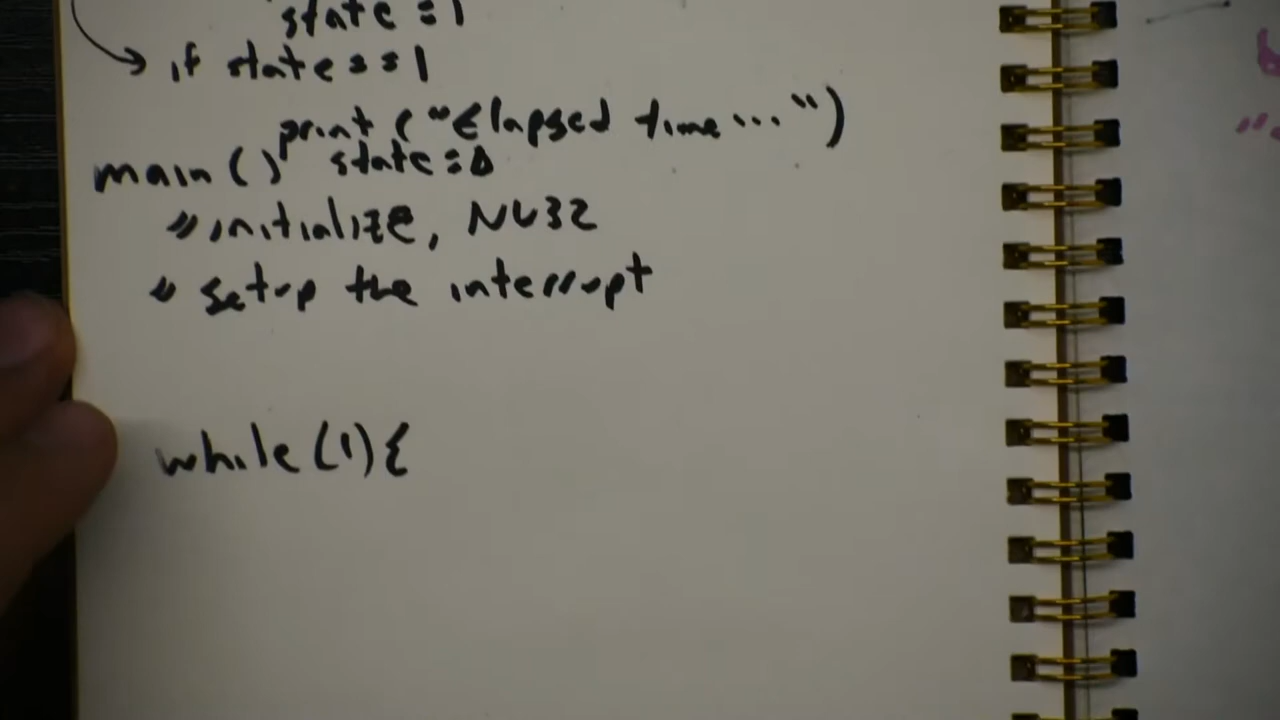 state = 1
if state == 1
print ("Elapsed time ...")
state = 0
main ()
" initialize, NU32
" setup the interrupt
while (1) {